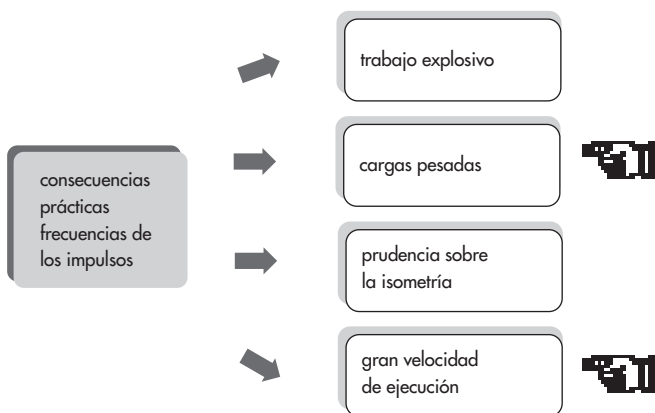 consecuencias
prácticas
frecuencias de
los impulsos
trabajo explosivo
cargas pesadas
prudencia sobre
la isometría
gran velocidad
de ejecución